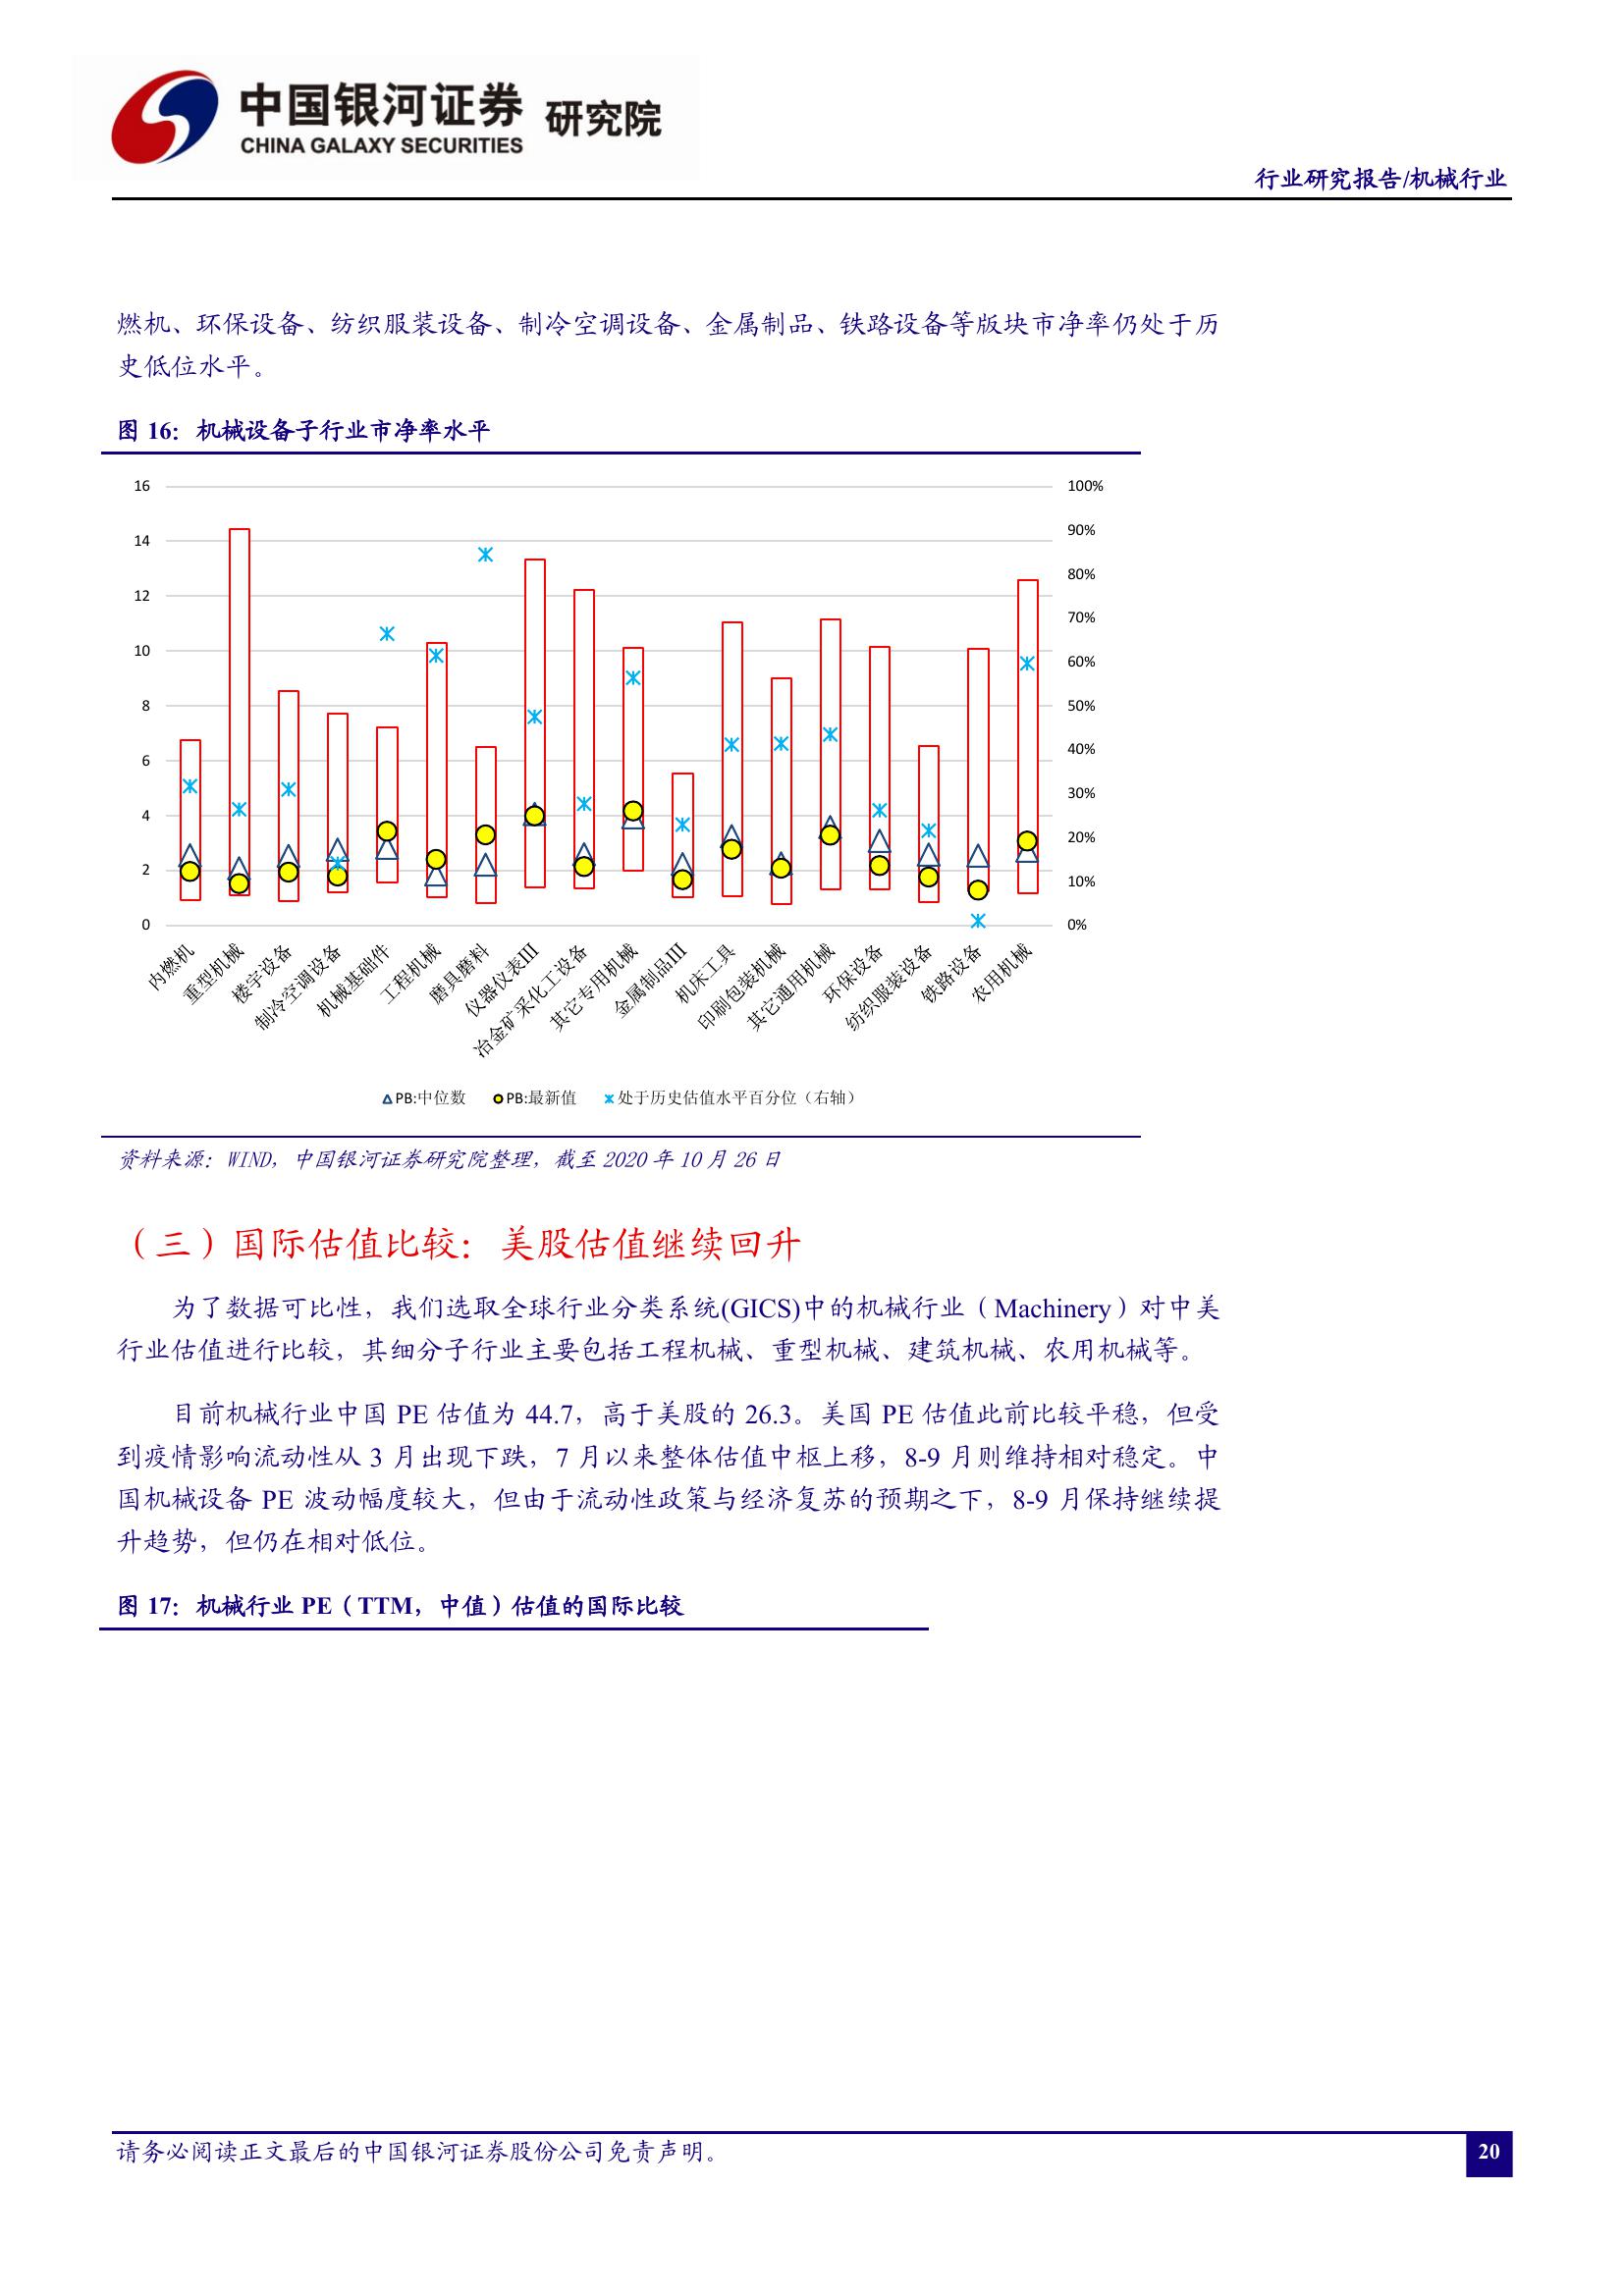 中国银河证券 研究院
CHINA GALAXY SECURITIES
行业研究报告/机械行业
燃机、环保设备、纺织服装设备、制冷空调设备、金属制品、铁路设备等版块市净率仍处于历
史低位水平。
图 16：机械设备子行业市净率水平
16
14
12
10
8
6
4
2
0
100%
90%
80%
70%
60%
50%
40%
30%
20%
10%
0%
内燃机
重型机械
楼宇设备
制冷空调设备
机械基础件
工程机械
磨具磨料
仪器仪表III
冶金矿采化工设备
其它专用机械
金属制品III
机床工具
印刷包装机械
其它通用机械
环保设备
纺织服装设备
铁路设备
农用机械
PB:中位数 PB:最新值 处于历史估值水平百分位（右轴）
资料来源：WIND，中国银河证券研究院整理，截至 2020 年 10 月 26 日
（三）国际估值比较：美股估值继续回升
为了数据可比性，我们选取全球行业分类系统(GICS)中的机械行业（Machinery）对中美
行业估值进行比较，其细分子行业主要包括工程机械、重型机械、建筑机械、农用机械等。
目前机械行业中国 PE 估值为 44.7，高于美股的 26.3。美国 PE 估值此前比较平稳，但受
到疫情影响流动性从 3 月出现下跌，7 月以来整体估值中枢上移，8-9 月则维持相对稳定。中
国机械设备 PE 波动幅度较大，但由于流动性政策与经济复苏的预期之下，8-9 月保持继续提
升趋势，但仍在相对低位。
图 17：机械行业 PE（TTM，中值）估值的国际比较
请务必阅读正文最后的中国银河证券股份公司免责声明。
20